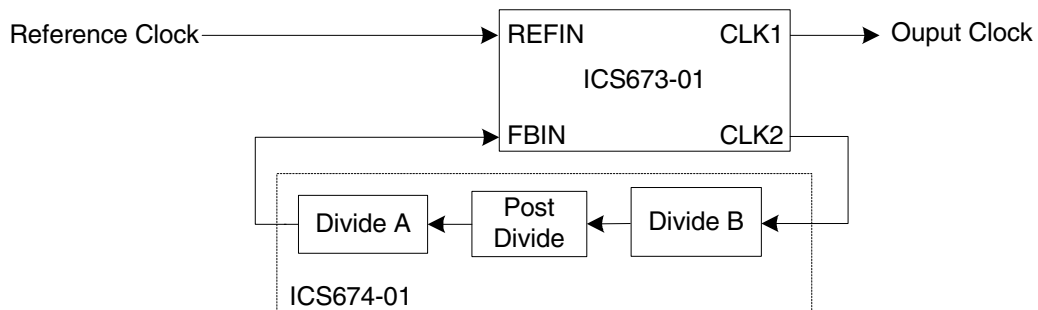 Reference Clock
REFIN
CLK1
Ouput Clock
ICS673-01
FBIN
CLK2
Divide A
Post
Divide
Divide B
ICS674-01